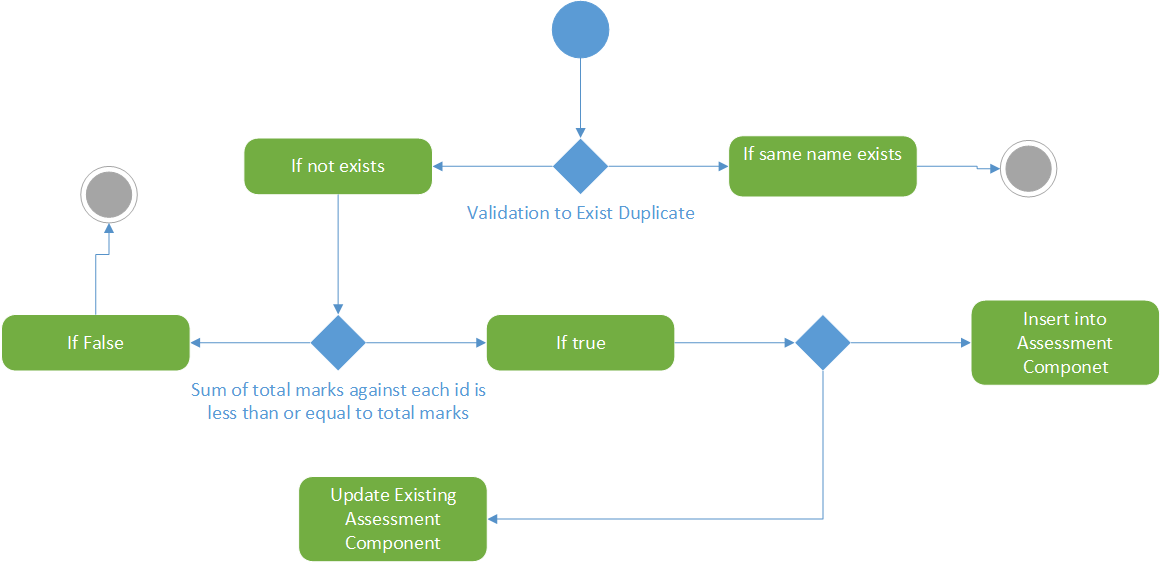 If not exists
If same name exists
Validation to Exist Duplicate
If False
If true
Insert into
Assessment
Componet
Sum of total marks against each id is
less than or equal to total marks
Update Existing
Assessment
Component